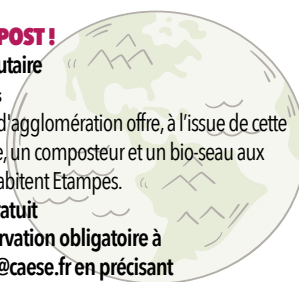 POST !
utaire
s
d'agglomération offre, à l'issue de cette
e, un composteur et un bio-seau aux
abitent Etampes.
atuit
rvation obligatoire à
@caese.fr en précisant